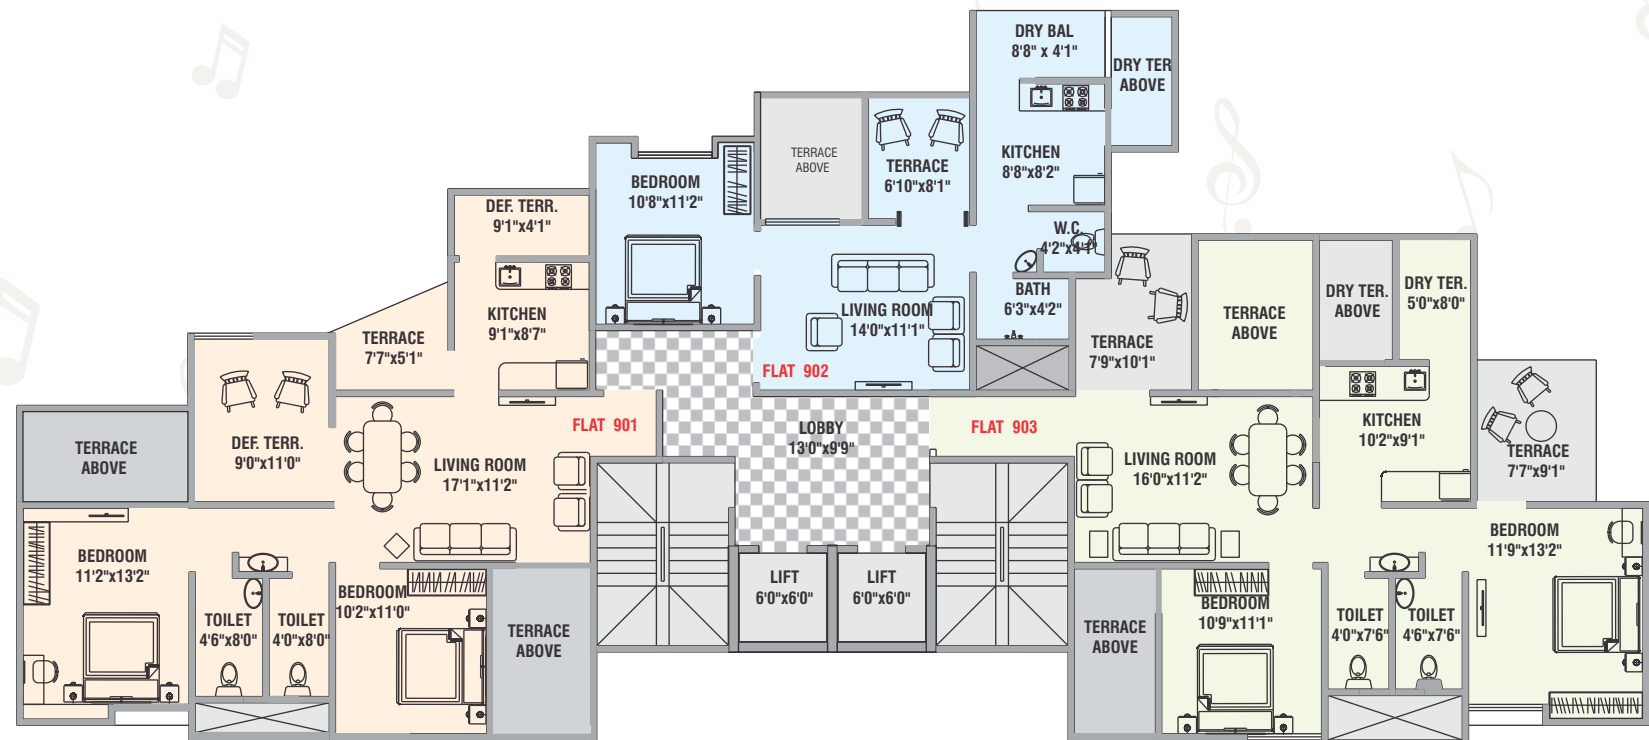 DRY BAL
8'8" x 4'1"
DRY TER
ABOVE
TERRACE
ABOVE
TERRACE
6'10"x8'1"
KITCHEN
8'8"x8'2"
BEDROOM
10'8"x11'2"
W.C.
4'2"x4'1"
BATH
6'3"x4'2"
LIVING ROOM
14'0"x11'1"
FLAT 902
DEF. TERR.
9'1"x4'1"
KITCHEN
9'1"x8'7"
TERRACE
7'7"x5'1"
DEF. TERR.
9'0"x11'0"
TERRACE
ABOVE
FLAT 901
LIVING ROOM
17'1"x11'2"
BEDROOM
11'2"x13'2"
TOILET
4'6"x8'0"
TOILET
4'0"x8'0"
BEDROOM
10'2"x11'0"
TERRACE
ABOVE
LOBBY
13'0"x9'9"
LIFT
6'0"x6'0"
LIFT
6'0"x6'0"
FLAT 903
TERRACE
7'9"x10'1"
TERRACE
ABOVE
DRY TER.
ABOVE
DRY TER.
5'0"x8'0"
KITCHEN
10'2"x9'1"
TERRACE
7'7"x9'1"
LIVING ROOM
16'0"x11'2"
BEDROOM
11'9"x13'2"
TERRACE
ABOVE
BEDROOM
10'9"x11'1"
TOILET
4'0"x7'6"
TOILET
4'6"x7'6"